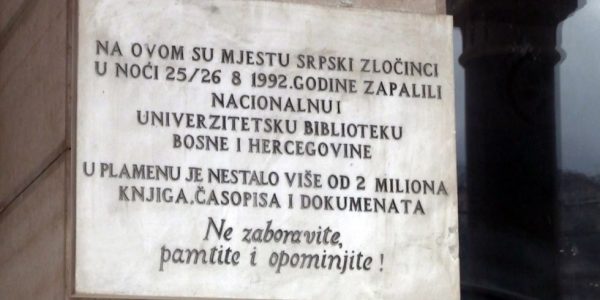 NA OVOM SU MJESTU SRPSKI ZLOČINCI
U NOĆI 25/26 8 1992.GODINE ZAPALILI
NACIONALNU I
UNIVERZITETSKU BIBLIOTEKU
BOSNE I HERCEGOVINE
U PLAMENU JE NESTALO VIŠE OD 2 MILIONA
KNJIGA.ČASOPISA I DOKUMENATA
Ne zaboravite,
pamtite i opominjite !